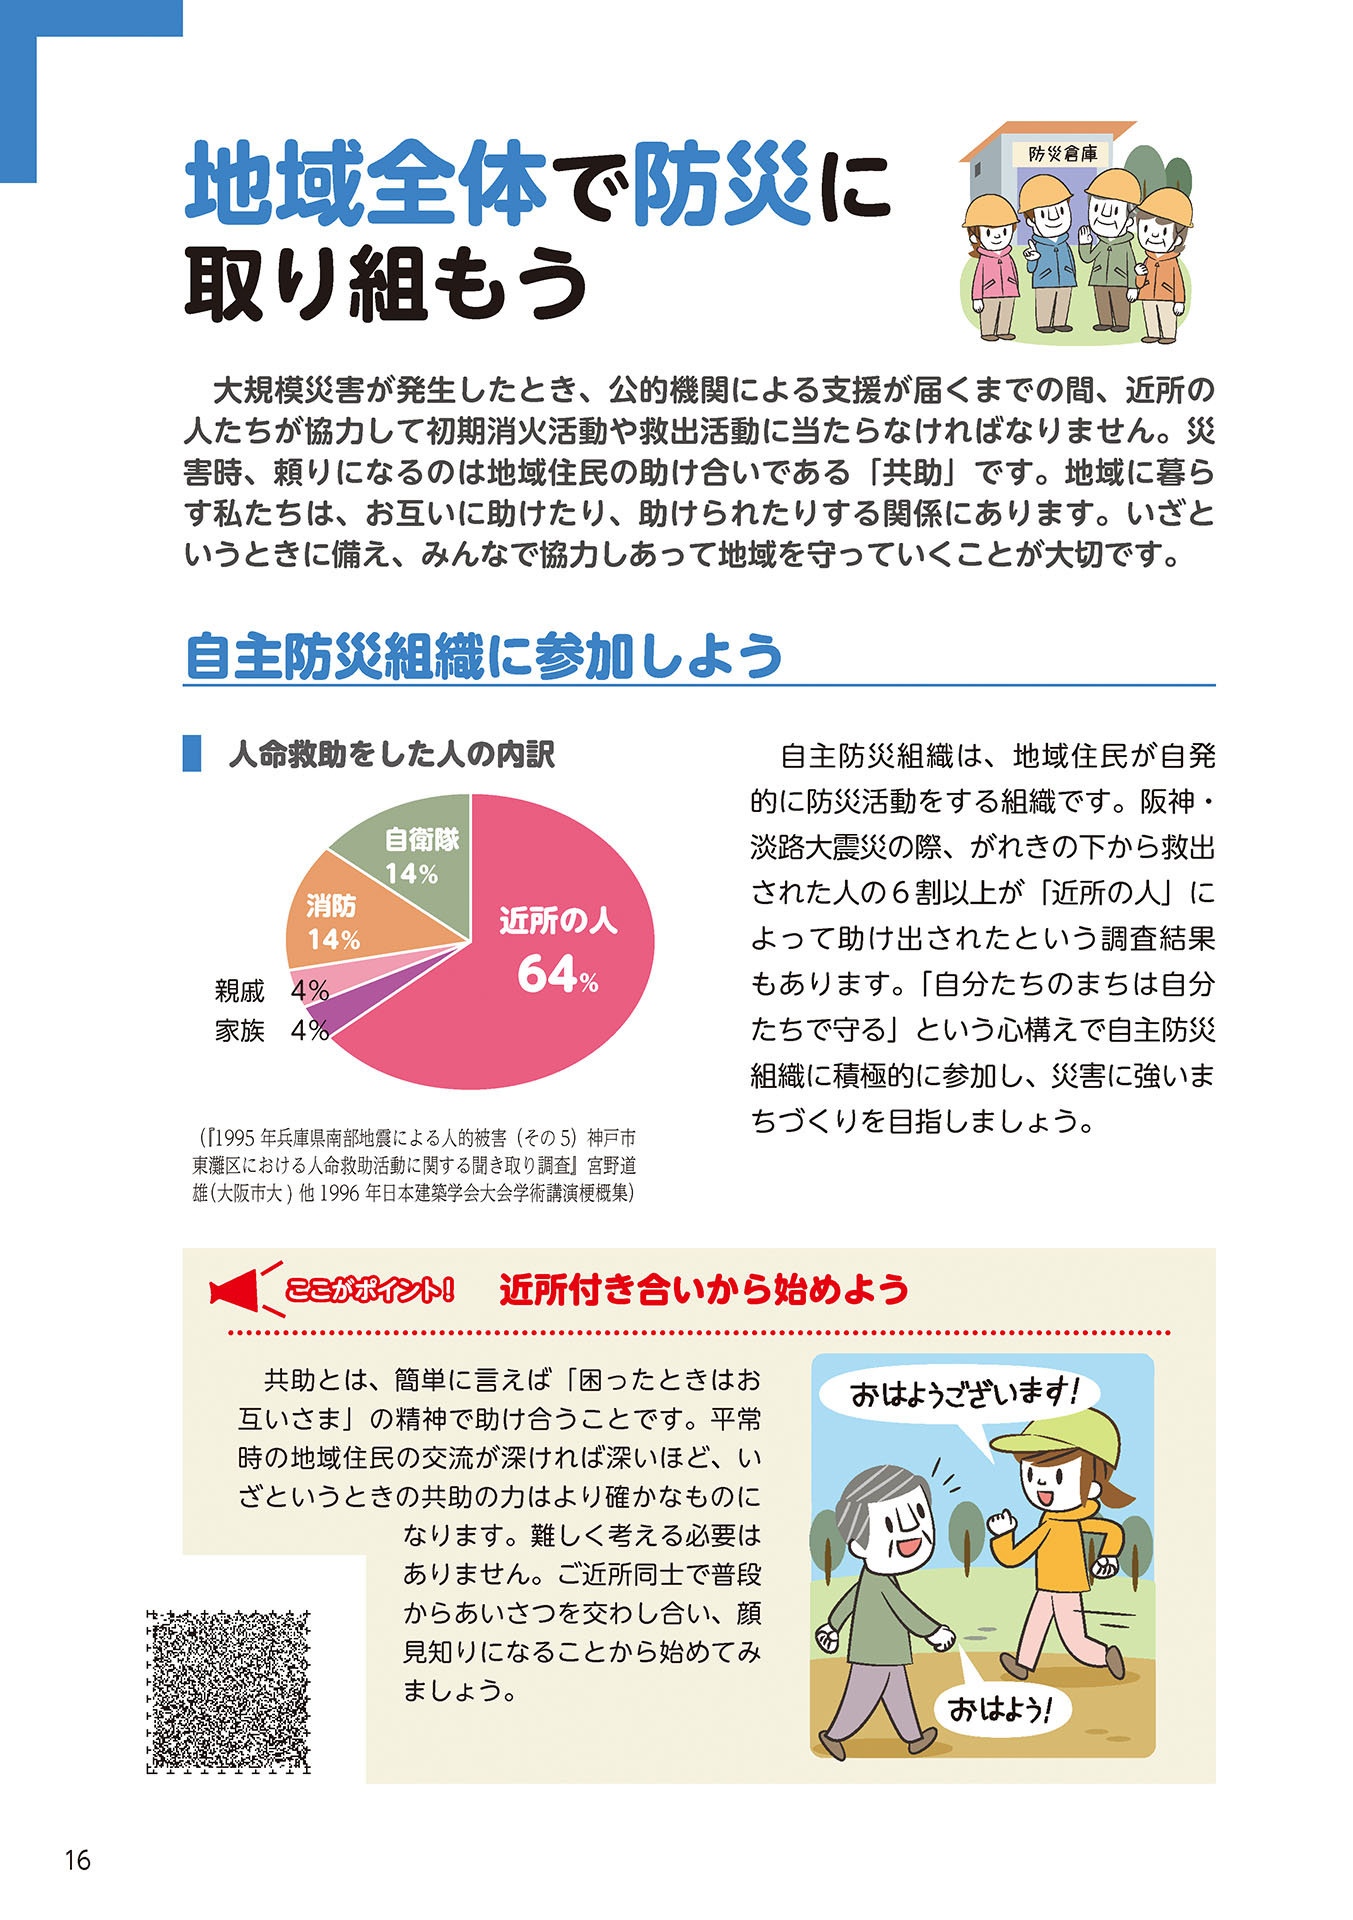 地域全体で防災に
取り組もう
防災倉庫
大規模災害が発生したとき、公的機関による支援が届くまでの間、近所の
人たちが協力して初期消火活動や救出活動に当たらなければなりません。災
害時、頼りになるのは地域住民の助け合いである「共助」です。地域に暮ら
す私たちは、お互いに助けたり、助けられたりする関係にあります。いざと
いうときに備え、みんなで協力しあって地域を守っていくことが大切です。
自主防災組織に参加しよう
人命救助をした人の内訳
自衛隊
14%
消防
14%
親戚 4%
家族 4%
近所の人
64%
(『1995年兵庫県南部地震による人的被害（その5）神戸市
東灘区における人命救助活動に関する聞き取り調査』宮野道
雄(大阪市大)他1996年日本建築学会大会学術講演梗概集)
自主防災組織は、地域住民が自発
的に防災活動をする組織です。阪神・
淡路大震災の際、がれきの下から救出
された人の６割以上が「近所の人」に
よって助け出されたという調査結果
もあります。「自分たちのまちは自分
たちで守る」という心構えで自主防災
組織に積極的に参加し、災害に強いま
ちづくりを目指しましょう。
ここがポイント！ 近所付き合いから始めよう
共助とは、簡単に言えば「困ったときはお
互いさま」の精神で助け合うことです。平常
時の地域住民の交流が深ければ深いほど、い
ざというときの共助の力はより確かなものに
なります。難しく考える必要は
ありません。ご近所同士で普段
からあいさつを交わし合い、顔
見知りになることから始めてみ
ましょう。
おはようございます！
おはよう！
16